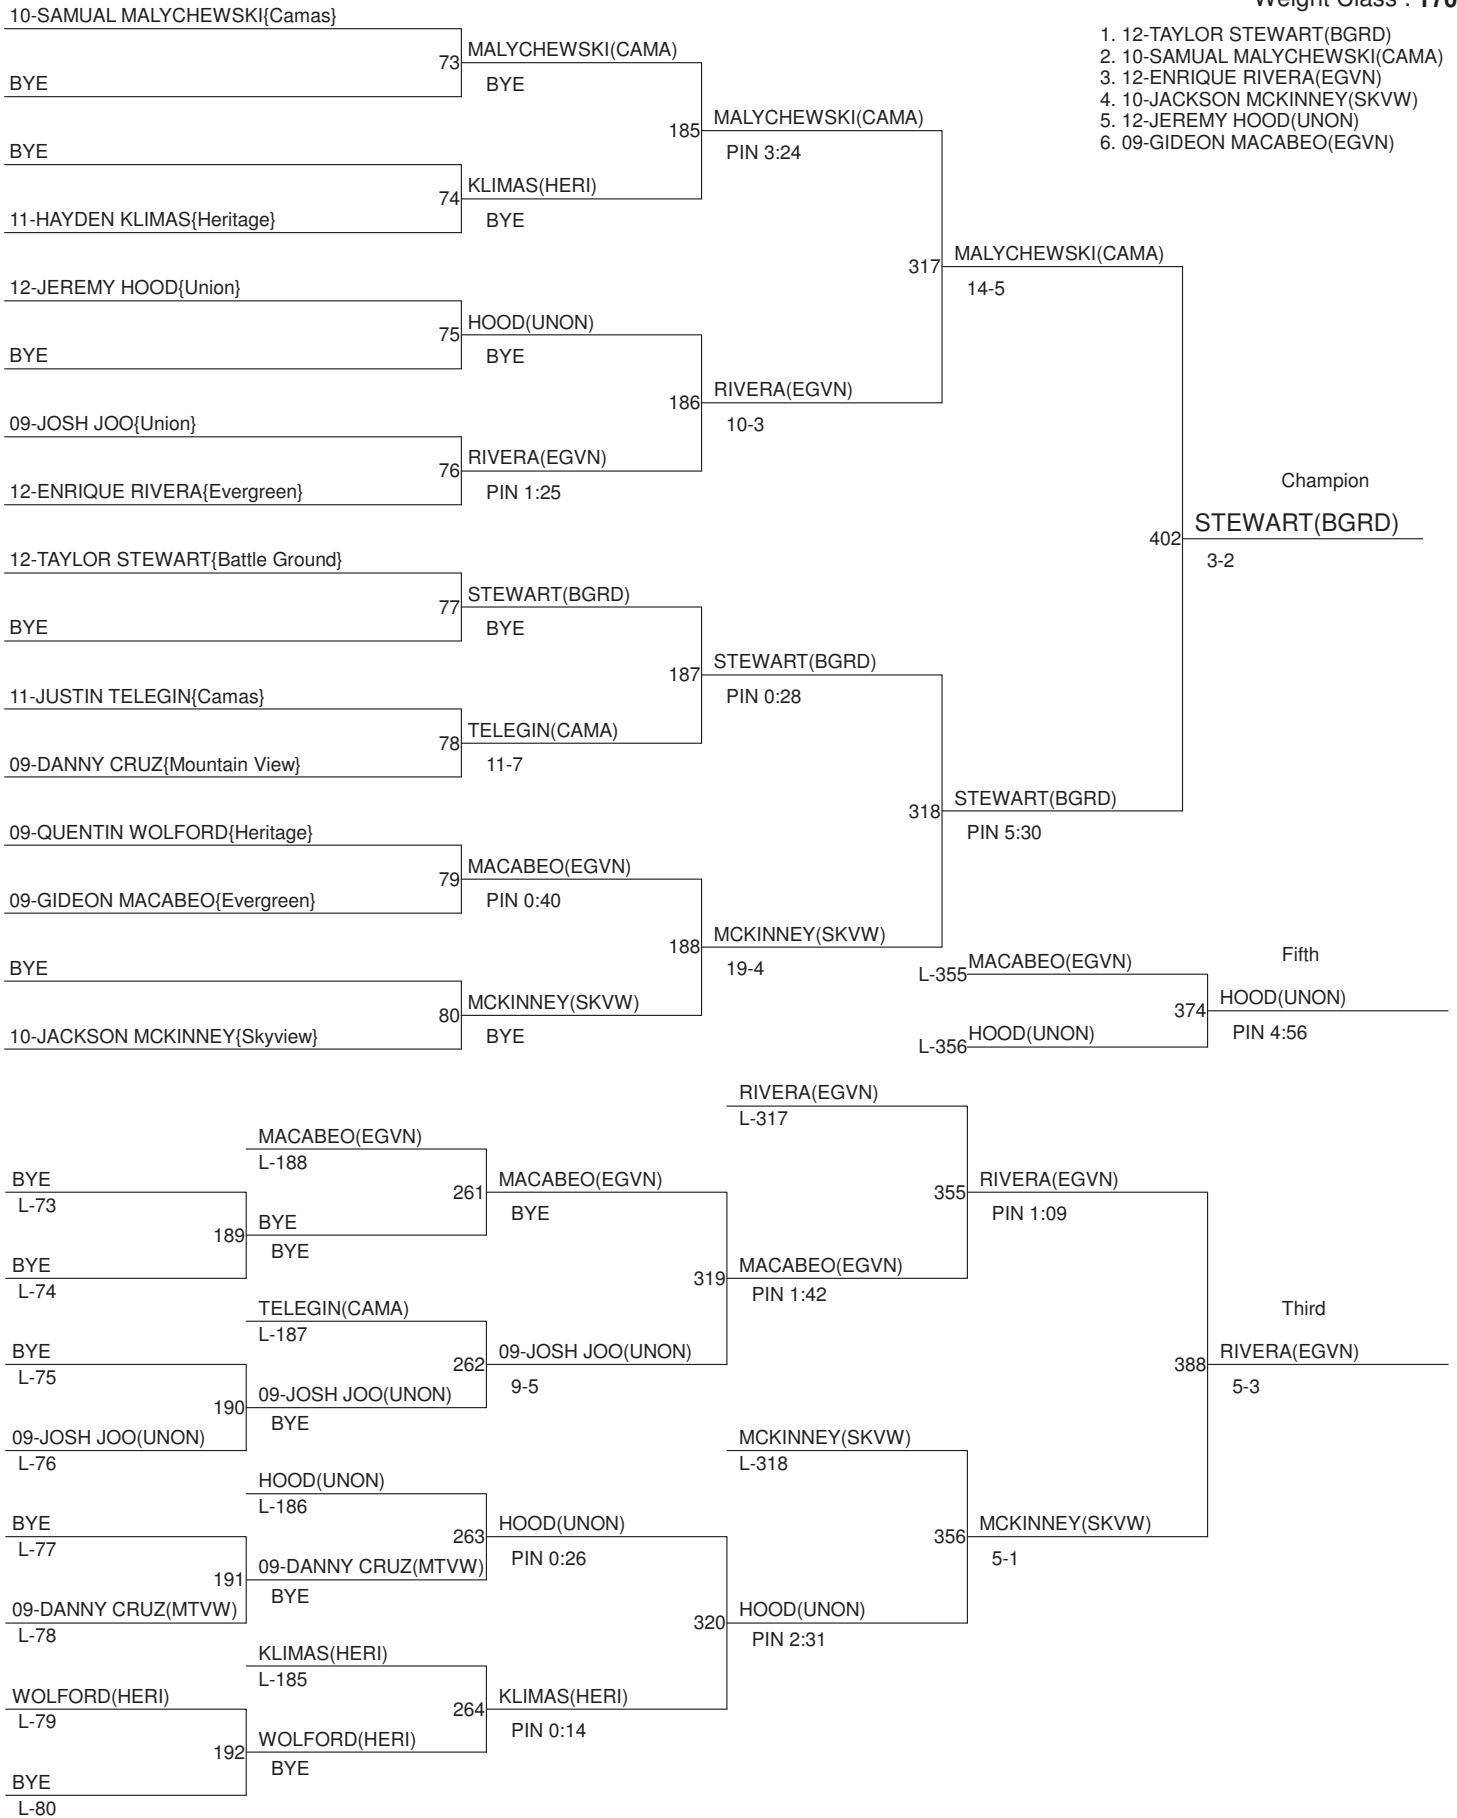 Weight Class : 170
1. 12-TAYLOR STEWART(BGRD)
2. 10-SAMUAL MALYCHEWSKI(CAMA)
3. 12-ENRIQUE RIVERA(EGVN)
4. 10-JACKSON MCKINNEY(SKVW)
5. 12-JEREMY HOOD(UNON)
6. 09-GIDEON MACABEO(EGVN)
10-SAMUAL MALYCHEWSKI{Camas}
73
BYE
MALYCHEWSKI(CAMA)
BYE
BYE
74
11-HAYDEN KLIMAS{Heritage}
KLIMAS(HERI)
BYE
185
MALYCHEWSKI(CAMA)
PIN 3:24
12-JEREMY HOOD{Union}
75
BYE
HOOD(UNON)
BYE
09-JOSH JOO{Union}
76
12-ENRIQUE RIVERA{Evergreen}
RIVERA(EGVN)
PIN 1:25
186
RIVERA(EGVN)
10-3
317
MALYCHEWSKI(CAMA)
14-5
12-TAYLOR STEWART{Battle Ground}
77
BYE
STEWART(BGRD)
BYE
11-JUSTIN TELEGIN{Camas}
78
09-DANNY CRUZ{Mountain View}
TELEGIN(CAMA)
11-7
187
STEWART(BGRD)
PIN 0:28
09-QUENTIN WOLFORD{Heritage}
79
09-GIDEON MACABEO{Evergreen}
MACABEO(EGVN)
PIN 0:40
BYE
80
10-JACKSON MCKINNEY{Skyview}
MCKINNEY(SKVW)
BYE
188
MCKINNEY(SKVW)
19-4
318
STEWART(BGRD)
PIN 5:30
Champion
402
STEWART(BGRD)
3-2
Fifth
L-355
MACABEO(EGVN)
L-356
HOOD(UNON)
374
HOOD(UNON)
PIN 4:56
BYE
L-73
BYE
L-74
189
BYE
BYE
MACABEO(EGVN)
L-188
261
MACABEO(EGVN)
BYE
BYE
L-75
09-JOSH JOO(UNON)
L-76
190
09-JOSH JOO(UNON)
BYE
TELEGIN(CAMA)
L-187
262
09-JOSH JOO(UNON)
9-5
319
MACABEO(EGVN)
PIN 1:42
RIVERA(EGVN)
L-317
355
RIVERA(EGVN)
PIN 1:09
BYE
L-77
09-DANNY CRUZ(MTVW)
L-78
191
09-DANNY CRUZ(MTVW)
BYE
HOOD(UNON)
L-186
263
HOOD(UNON)
PIN 0:26
WOLFORD(HERI)
L-79
BYE
L-80
192
WOLFORD(HERI)
BYE
KLIMAS(HERI)
L-185
264
KLIMAS(HERI)
PIN 0:14
320
HOOD(UNON)
PIN 2:31
MCKINNEY(SKVW)
L-318
356
MCKINNEY(SKVW)
5-1
Third
388
RIVERA(EGVN)
5-3